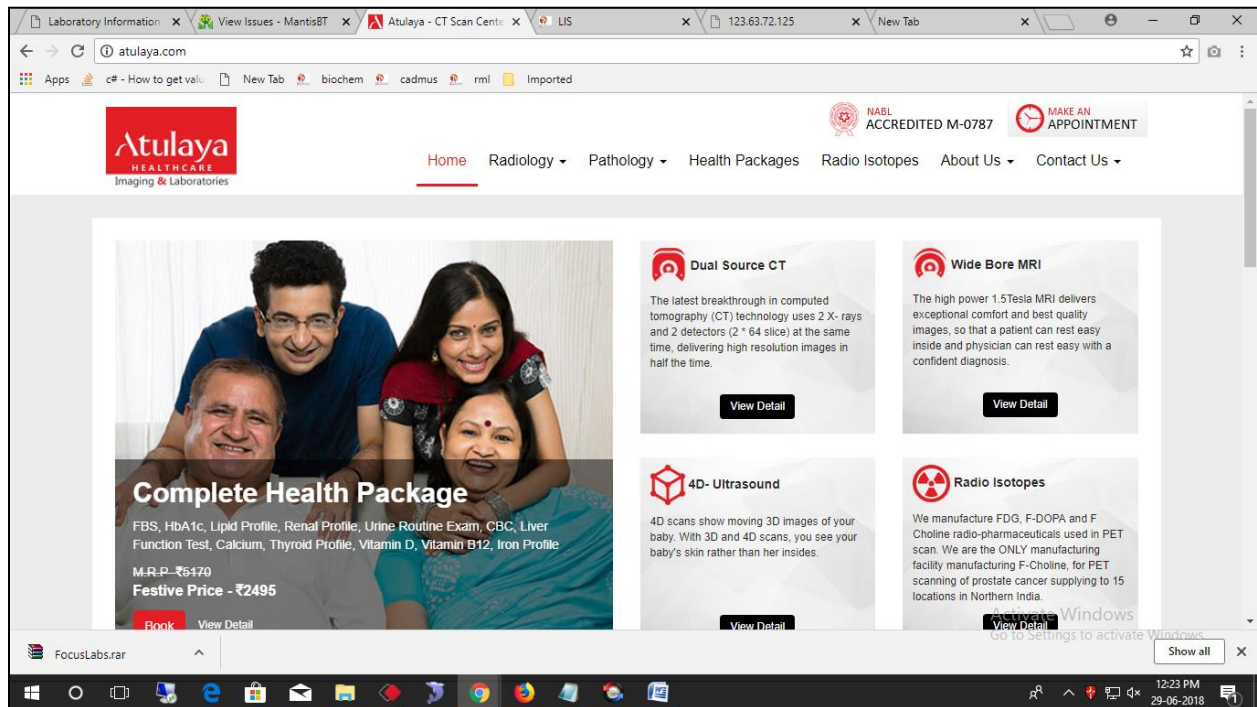 Laboratory Information
View Issues - MantisBT
Atulaya - CT Scan Cente
LIS
123.63.72.125
New Tab
atulaya.com
Apps
c# - How to get valu
New Tab
biochem
cadmus
rml
Imported
Atulaya
HEALTHCARE
Imaging & Laboratories
NABL
ACCREDITED M-0787
MAKE AN
APPOINTMENT
Home Radiology Pathology Health Packages Radio Isotopes About Us Contact Us
Complete Health Package
FBS, HbA1c, Lipid Profile, Renal Profile, Urine Routine Exam, CBC, Liver
Function Test, Calcium, Thyroid Profile, Vitamin D, Vitamin B12, Iron Profile
M.R.P ₹5170
Festive Price - ₹2495
Book View Detail
Dual Source CT
The latest breakthrough in computed
tomography (CT) technology uses 2 X- rays
and 2 detectors (2 * 64 slice) at the same
time, delivering high resolution images in
half the time.
View Detail
Wide Bore MRI
The high power 1.5Tesla MRI delivers
exceptional comfort and best quality
images, so that a patient can rest easy
inside and physician can rest easy with a
confident diagnosis.
View Detail
4D- Ultrasound
4D scans show moving 3D images of your
baby. With 3D and 4D scans, you see your
baby's skin rather than her insides.
View Detail
Radio Isotopes
We manufacture FDG, F-DOPA and F
Choline radio-pharmaceuticals used in PET
scan. We are the ONLY manufacturing
facility manufacturing F-Choline, for PET
scanning of prostate cancer supplying to 15
locations in Northern India.
View Detail
Activate Windows
Go to Settings to activate Windows.
FocusLabs.rar
Show all
12:23 PM
29-06-2018